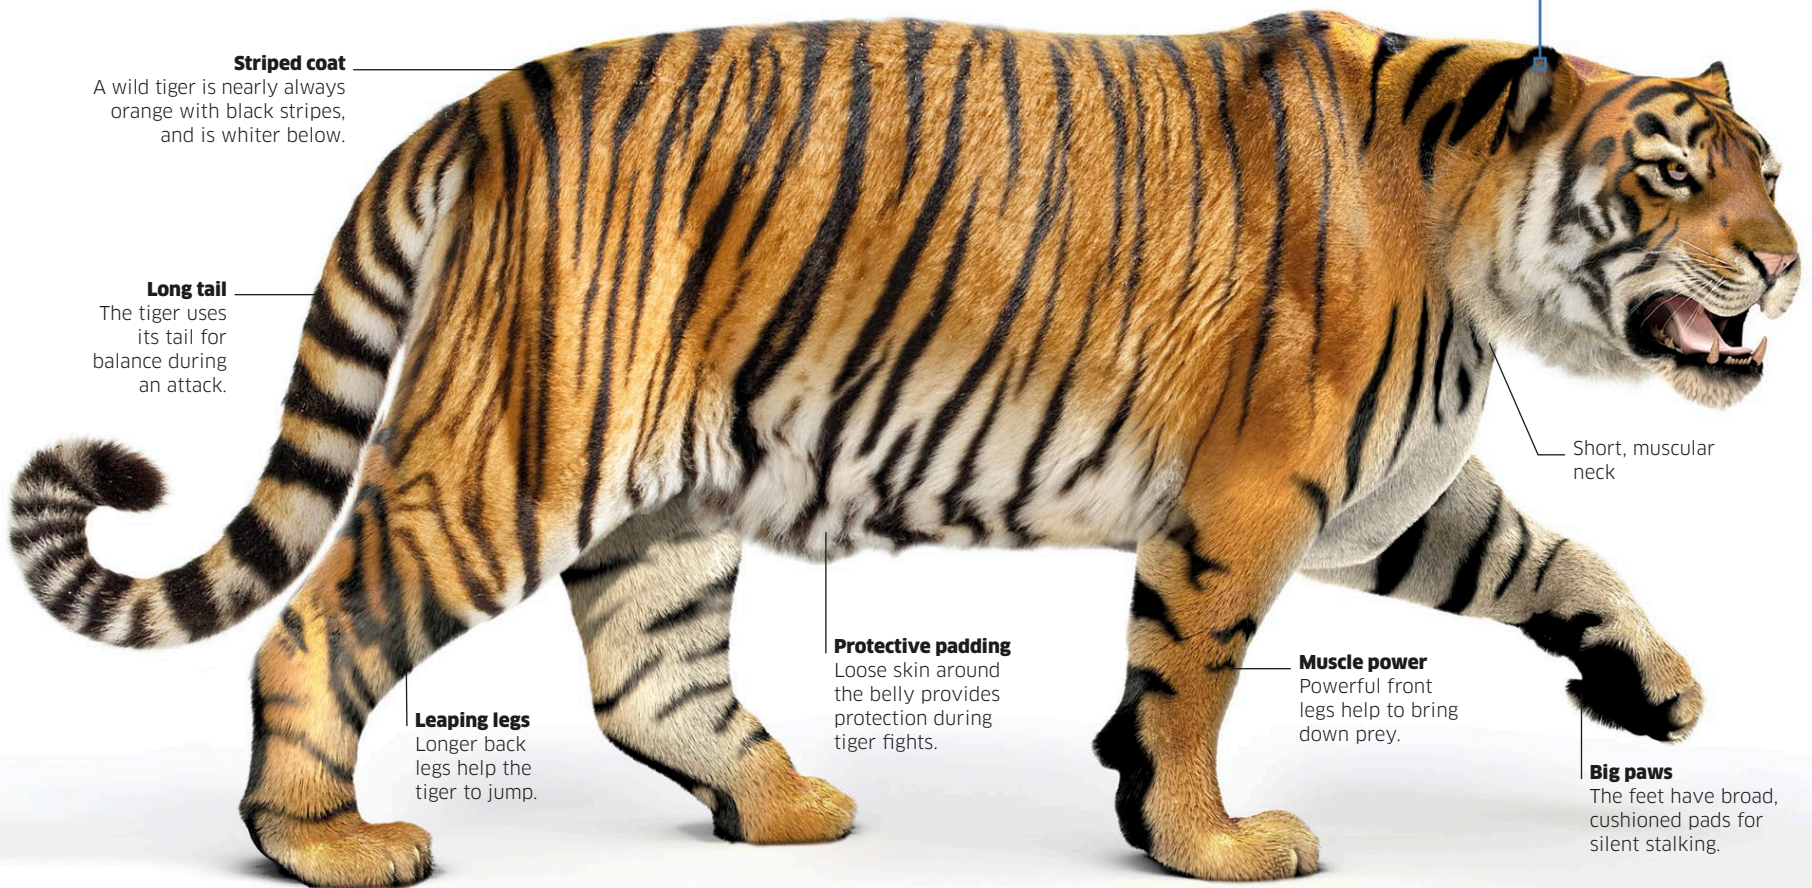 Striped coat
A wild tiger is nearly always
orange with black stripes,
and is whiter below.
Long tail
The tiger uses
its tail for
balance during
an attack.
Short, muscular
neck
Protective padding
Loose skin around
the belly provides
protection during
tiger fights.
Muscle power
Powerful front
legs help to bring
down prey.
Leaping legs
Longer back
legs help the
tiger to jump.
Big paws
The feet have broad,
cushioned pads for
silent stalking.